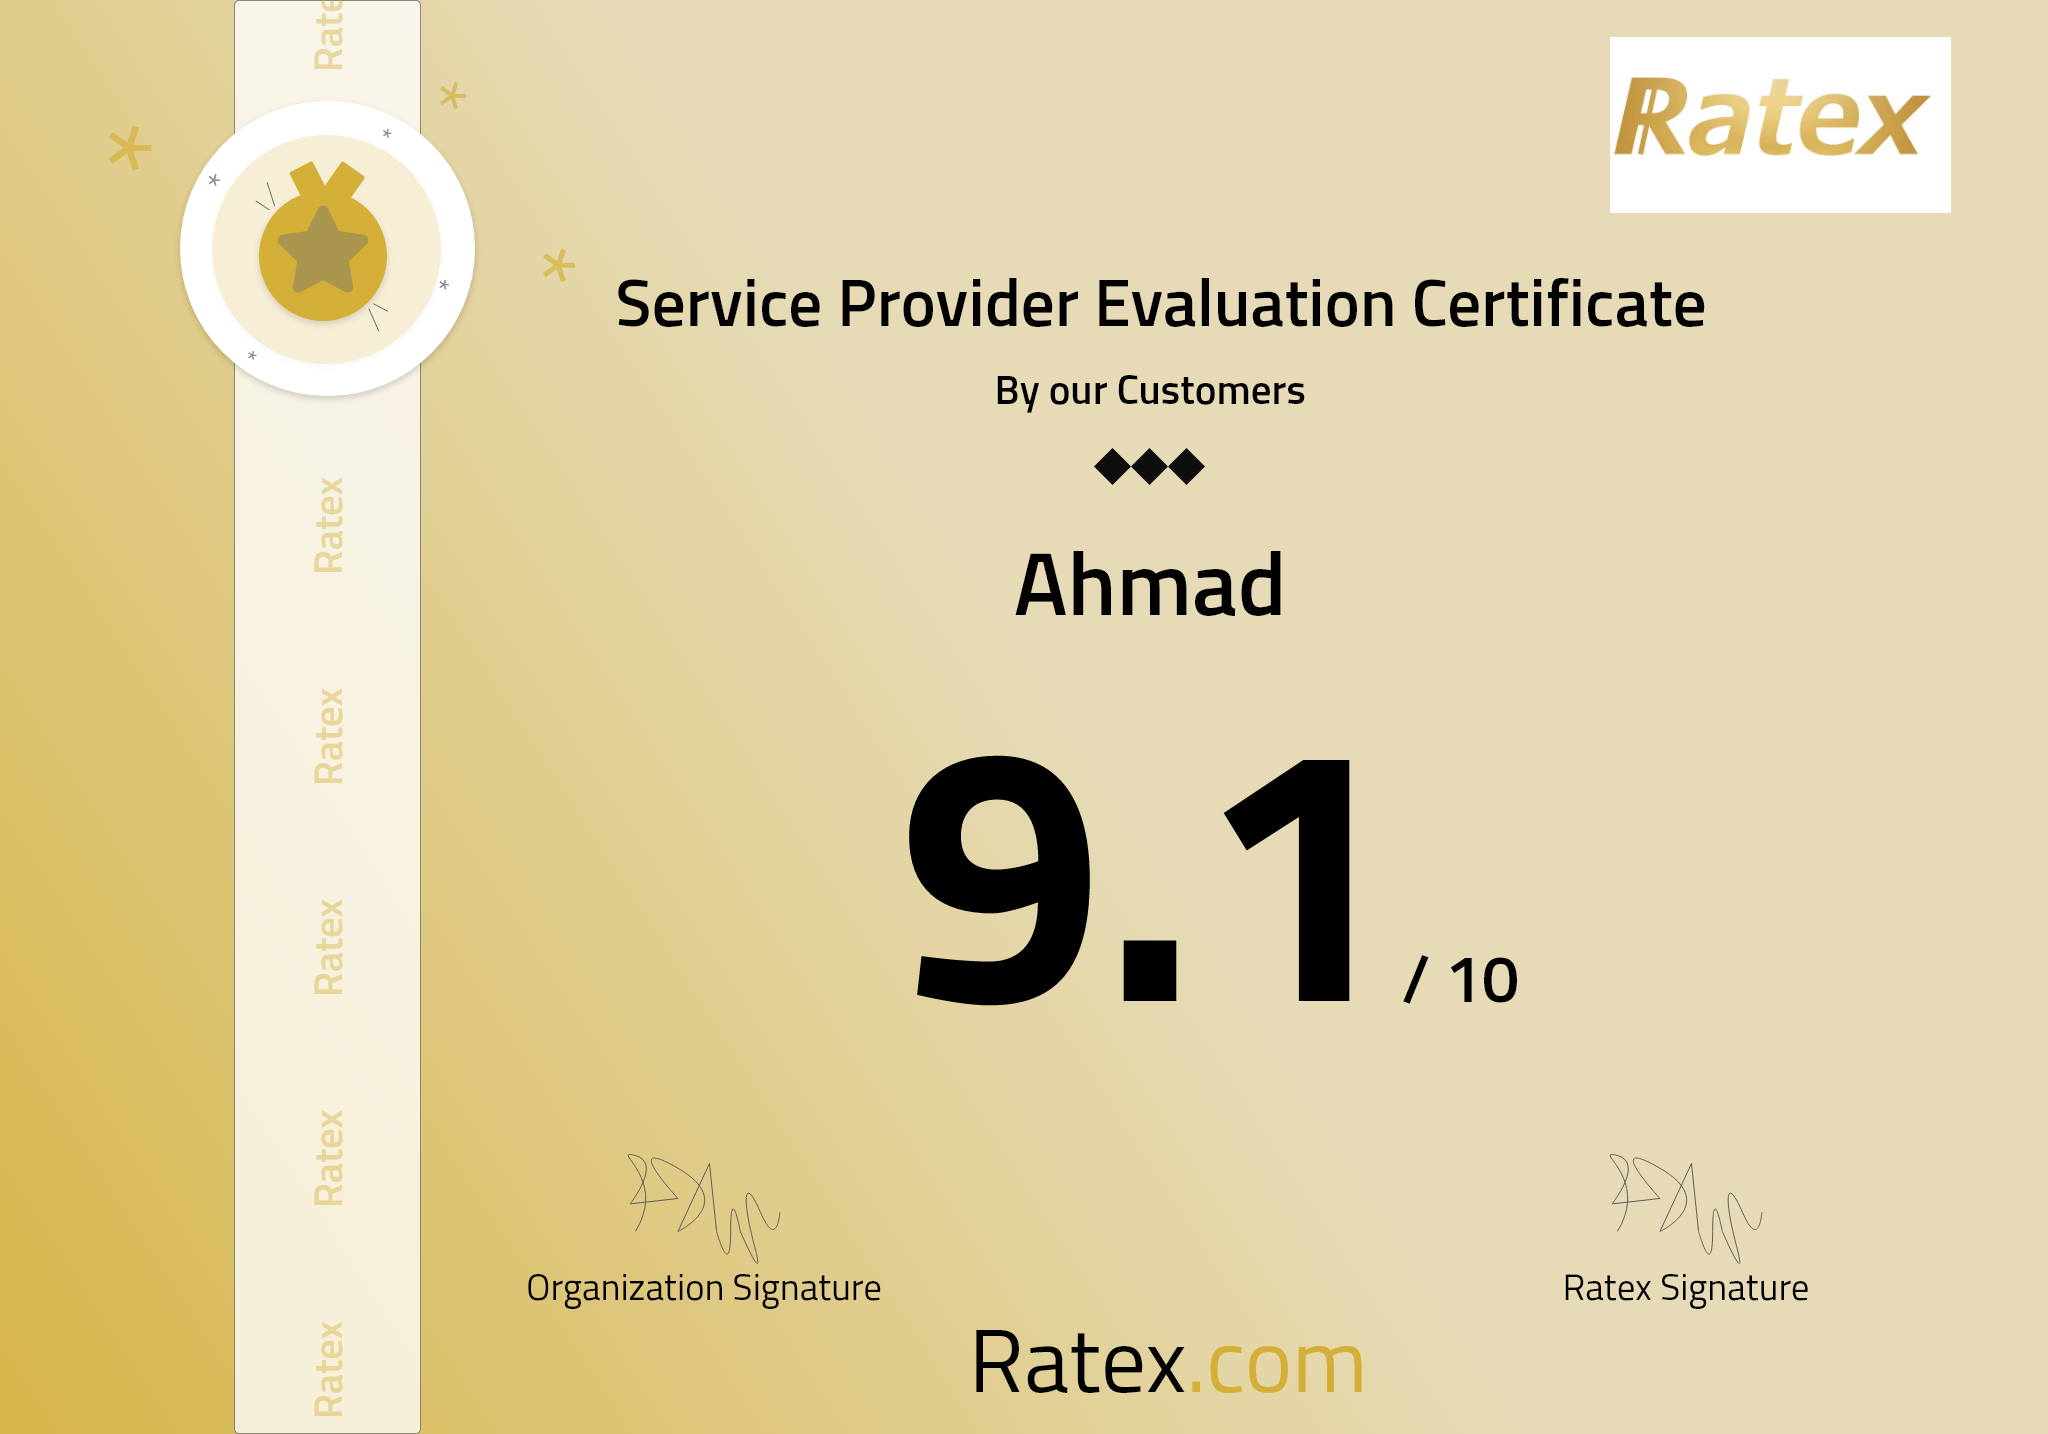 Ratex
Service Provider Evaluation Certificate
By our Customers
Ahmad
9.1 / 10
Organization Signature
Ratex Signature
Ratex.com
Rate
Ratex
Ratex
Ratex
Ratex
Ratex